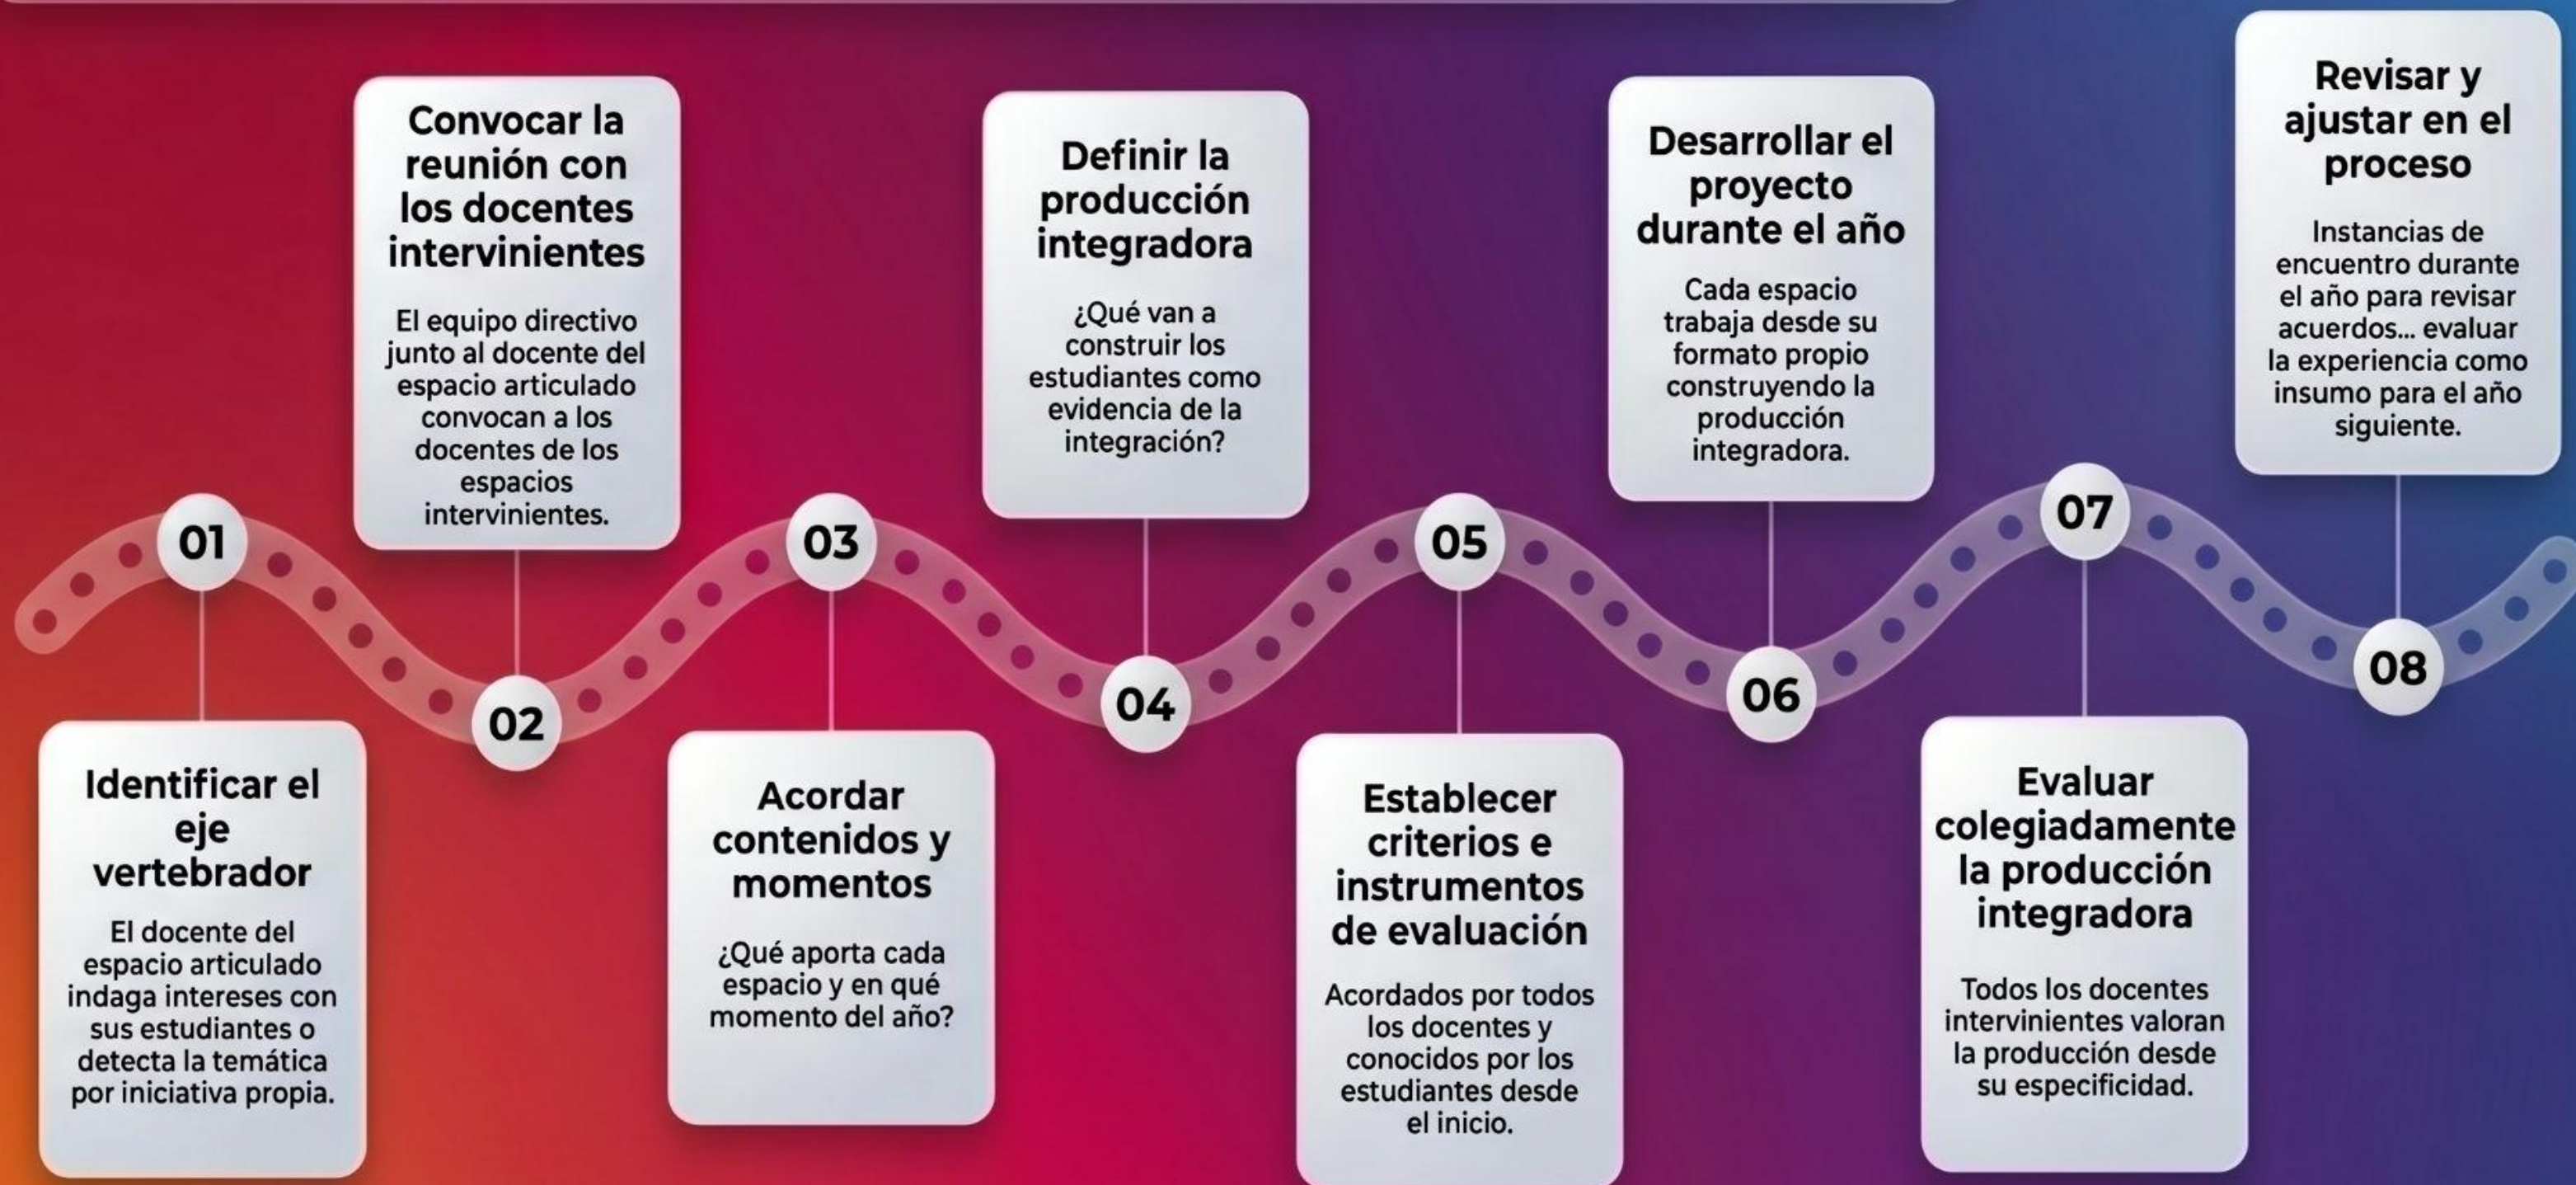 01
Identificar el
eje
vertebrador
El docente del
espacio articulado
indaga intereses con
sus estudiantes o
detecta la temática
por iniciativa propia.
Convocar la
reunión con
los docentes
intervinientes
El equipo directivo
junto al docente del
espacio articulado
convocan a los
docentes de los
espacios
intervinientes.
02
03
Acordar
contenidos y
momentos
¿Qué aporta cada
espacio y en qué
momento del año?
Definir la
producción
integradora
¿Qué van a
construir los
estudiantes como
evidencia de la
integración?
04
05
Establecer
criterios e
instrumentos
de evaluación
Acordados por todos
los docentes y
conocidos por los
estudiantes desde
el inicio.
Desarrollar el
proyecto
durante el año
Cada espacio
trabaja desde su
formato propio
construyendo la
producción
integradora.
06
07
Evaluar
colegiadamente
la producción
integradora
Todos los docentes
intervinientes valoran
la producción desde
su especificidad.
Revisar y
ajustar en el
proceso
Instancias de
encuentro durante
el año para revisar
acuerdos... evaluar
la experiencia como
insumo para el año
siguiente.
08